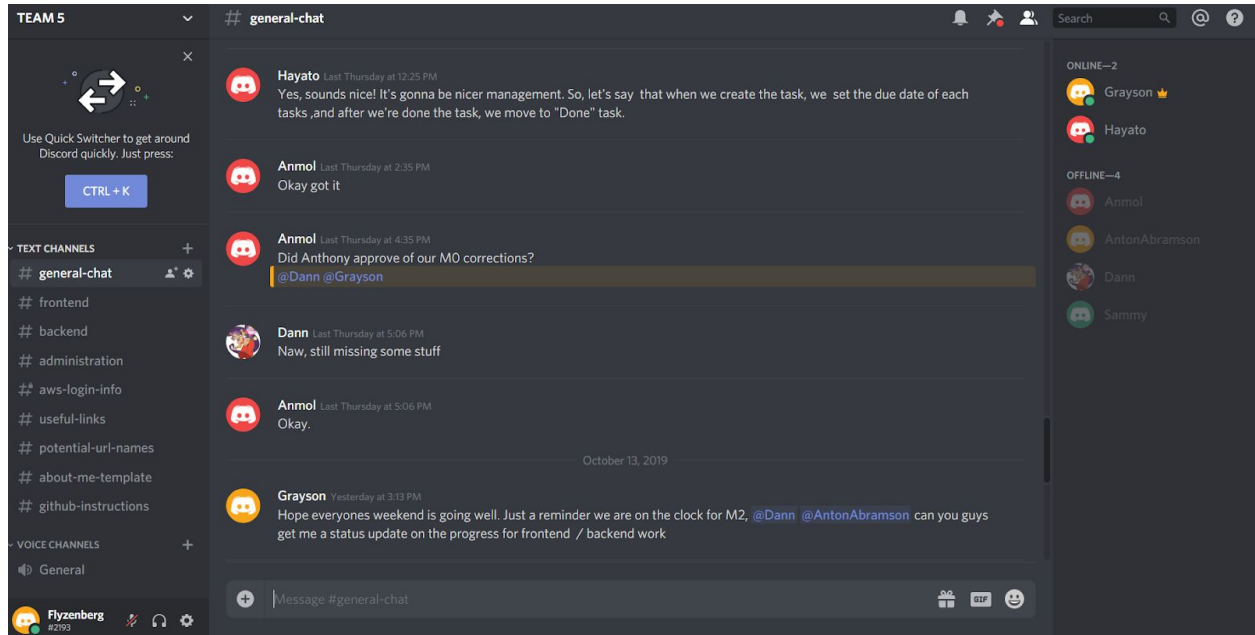 TEAM 5
Use Quick Switcher to get around
Discord quickly. Just press:
CTRL + K
TEXT CHANNELS
# general-chat
# frontend
# backend
# administration
# aws-login-info
# useful-links
# potential-url-names
# about-me-template
# github-instructions
VOICE CHANNELS
General
Flyzenberg
#2193
# general-chat
Search
Hayato Last Thursday at 12:25 PM
Yes, sounds nice! It's gonna be nicer management. So, let's say that when we create the task, we set the due date of each
tasks ,and after we're done the task, we move to "Done" task.
Anmol Last Thursday at 2:35 PM
Okay got it
Anmol Last Thursday at 4:35 PM
Did Anthony approve of our M0 corrections?
@Dann @Grayson
Dann Last Thursday at 5:06 PM
Naw, still missing some stuff
Anmol Last Thursday at 5:06 PM
Okay.
October 13, 2019
Grayson Yesterday at 3:13 PM
Hope everyones weekend is going well. Just a reminder we are on the clock for M2, @Dann @AntonAbramson can you guys
get me a status update on the progress for frontend / backend work
Message #general-chat
GIF
ONLINE—2
Grayson
Hayato
OFFLINE—4
Anmol
AntonAbramson
Dann
Sammy